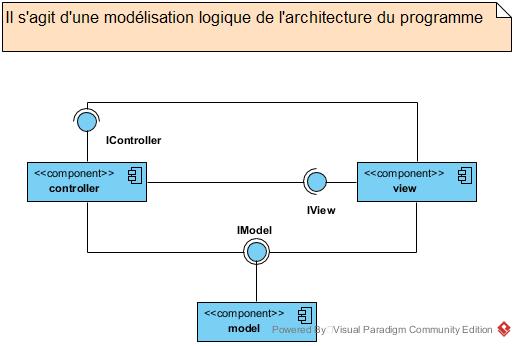 Il s'agit d'une modélisation logique de l'architecture du programme
IController
<<component>>
controller
<<component>>
view
IView
IModel
<<component>>
model
Powered By Visual Paradigm Community Edition